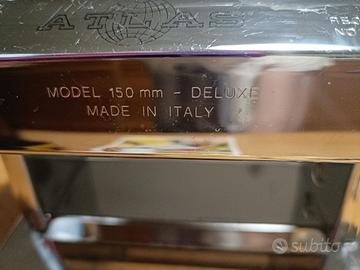 ATLAS
MODEL 150 mm - DELUXE
MADE IN ITALY
subito